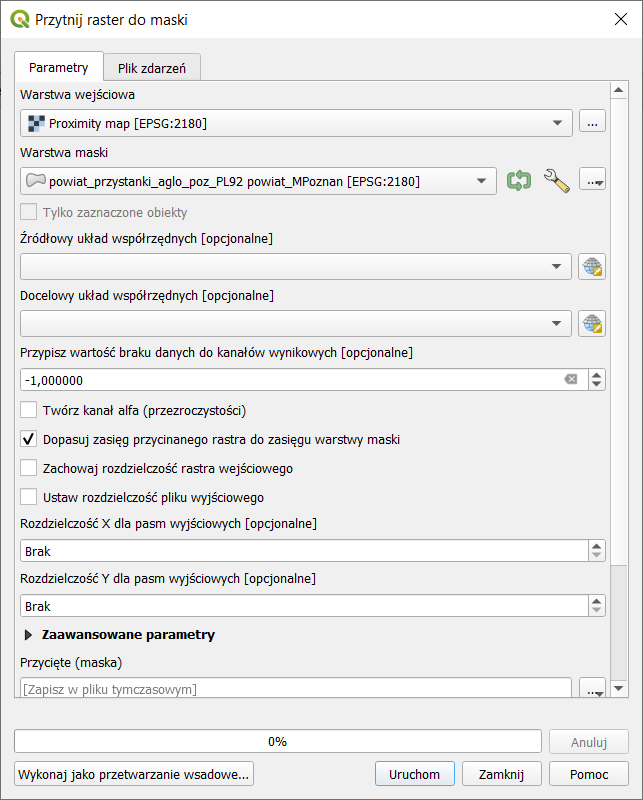 Przytnij raster do maski
Parametry
Plik zdarzeń
Warstwa wejściowa
Proximity map [EPSG:2180]
...
Warstwa maski
powiat_przystanki_aglo_poz_PL92 powiat_MPoznan [EPSG:2180]
...
Tylko zaznaczone obiekty
Źródłowy układ współrzędnych [opcjonalne]
Docelowy układ współrzędnych [opcjonalne]
Przypisz wartość braku danych do kanałów wynikowych [opcjonalne]
-1,000000
Twórz kanał alfa (przezroczystości)
Dopasuj zasięg przycinanego rastra do zasięgu warstwy maski
Zachowaj rozdzielczość rastra wejściowego
Ustaw rozdzielczość pliku wyjściowego
Rozdzielczość X dla pasm wyjściowych [opcjonalne]
Brak
Rozdzielczość Y dla pasm wyjściowych [opcjonalne]
Brak
Zaawansowane parametry
Przycięte (maska)
[Zapisz w pliku tymczasowym]
...
0%
Anuluj
Wykonaj jako przetwarzanie wsadowe...
Uruchom
Zamknij
Pomoc